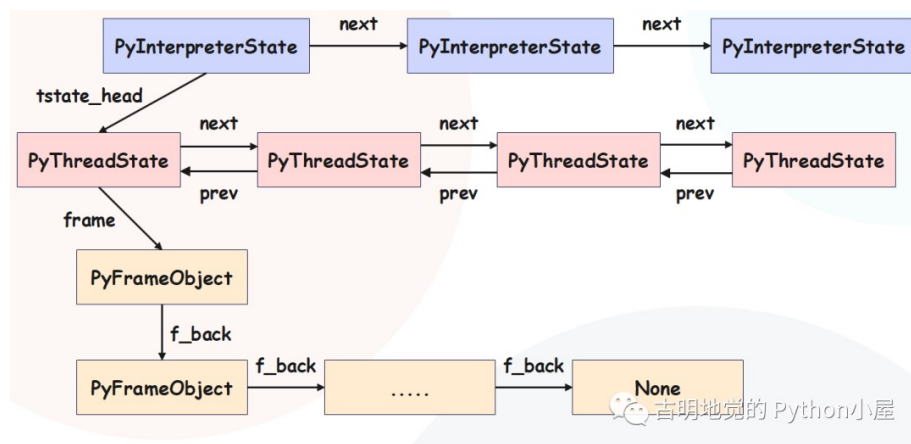 PyInterpreterState next PyInterpreterState next PyInterpreterState
tstate_head
PyThreadState next PyThreadState next PyThreadState next PyThreadState
prev prev prev
frame
PyFrameObject
f_back
PyFrameObject f_back ..... f_back None
古明地觉的 Python小屋